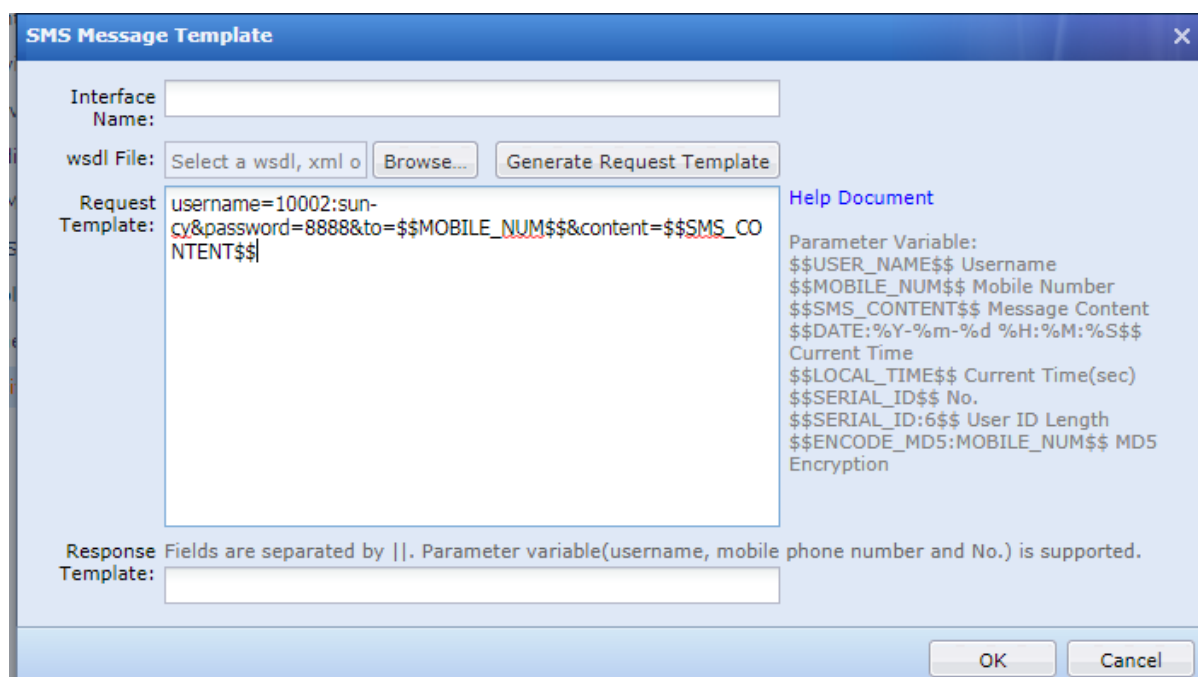 SMS Message Template
Interface
Name:
wsdl File: Select a wsdl, xml o Browse... Generate Request Template
Request
Template:
username=10002:sun-
cy&password=8888&to=$$MOBILE_NUM$$&content=$$SMS_CO
NTENT$$
Help Document
Parameter Variable:
$$USER_NAME$$ Username
$$MOBILE_NUM$$ Mobile Number
$$SMS_CONTENT$$ Message Content
$$DATE:%Y-%m-%d %H:%M:%S$$
Current Time
$$LOCAL_TIME$$ Current Time(sec)
$$SERIAL_ID$$ No.
$$SERIAL_ID:6$$ User ID Length
$$ENCODE_MD5:MOBILE_NUM$$ MD5
Encryption
Response Fields are separated by ||. Parameter variable(username, mobile phone number and No.) is supported.
Template:
OK Cancel